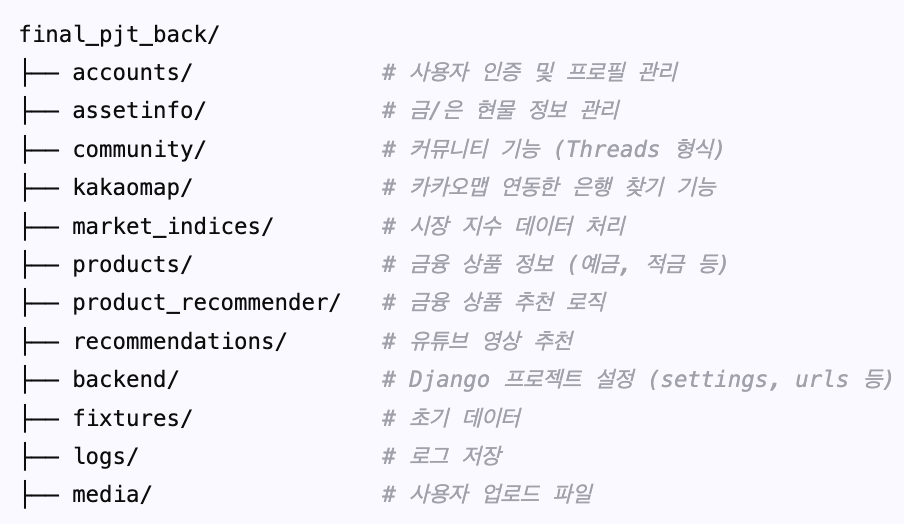 final_pjt_back/
├── accounts/ # 사용자 인증 및 프로필 관리
├── assetinfo/ # 금/은 현물 정보 관리
├── community/ # 커뮤니티 기능 (Threads 형식)
├── kakaomap/ # 카카오맵 연동한 은행 찾기 기능
├── market_indices/ # 시장 지수 데이터 처리
├── products/ # 금융 상품 정보 (예금, 적금 등)
├── product_recommender/ # 금융 상품 추천 로직
├── recommendations/ # 유튜브 영상 추천
├── backend/ # Django 프로젝트 설정 (settings, urls 등)
├── fixtures/ # 초기 데이터
├── logs/ # 로그 저장
├── media/ # 사용자 업로드 파일